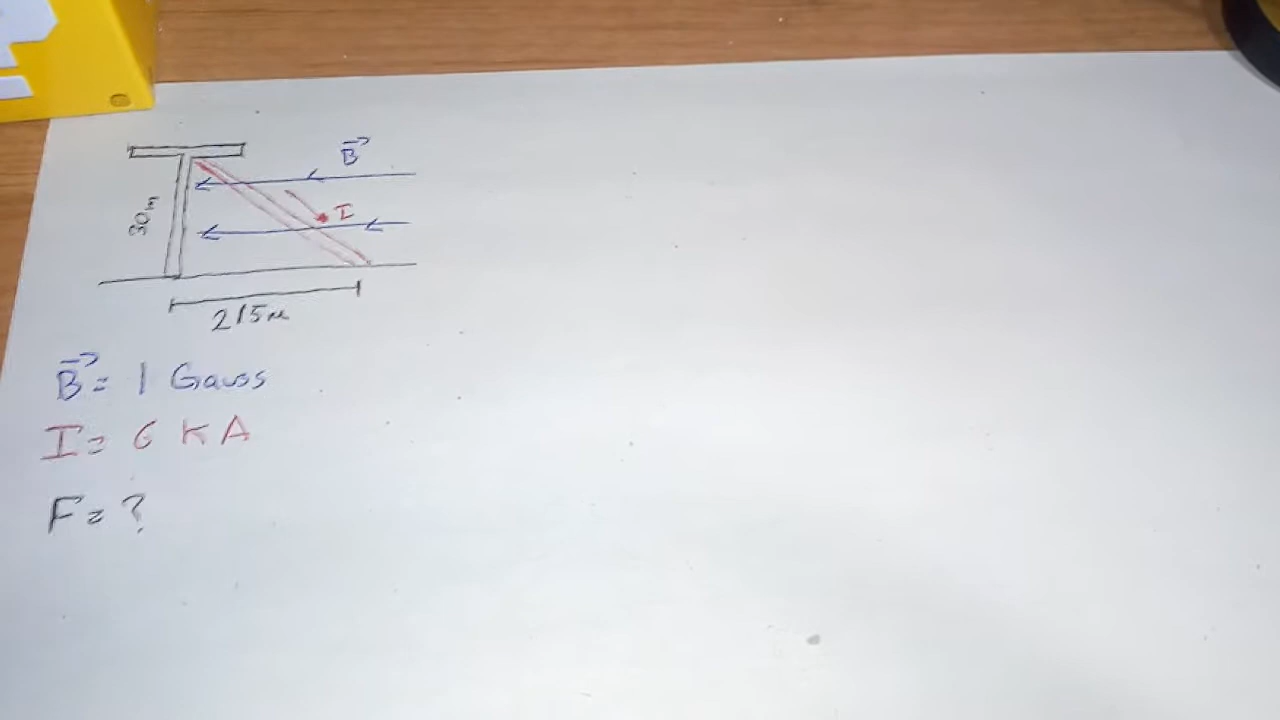 B
30m
I
215m
B = 1 Gauss
I = 6 KA
F = ?